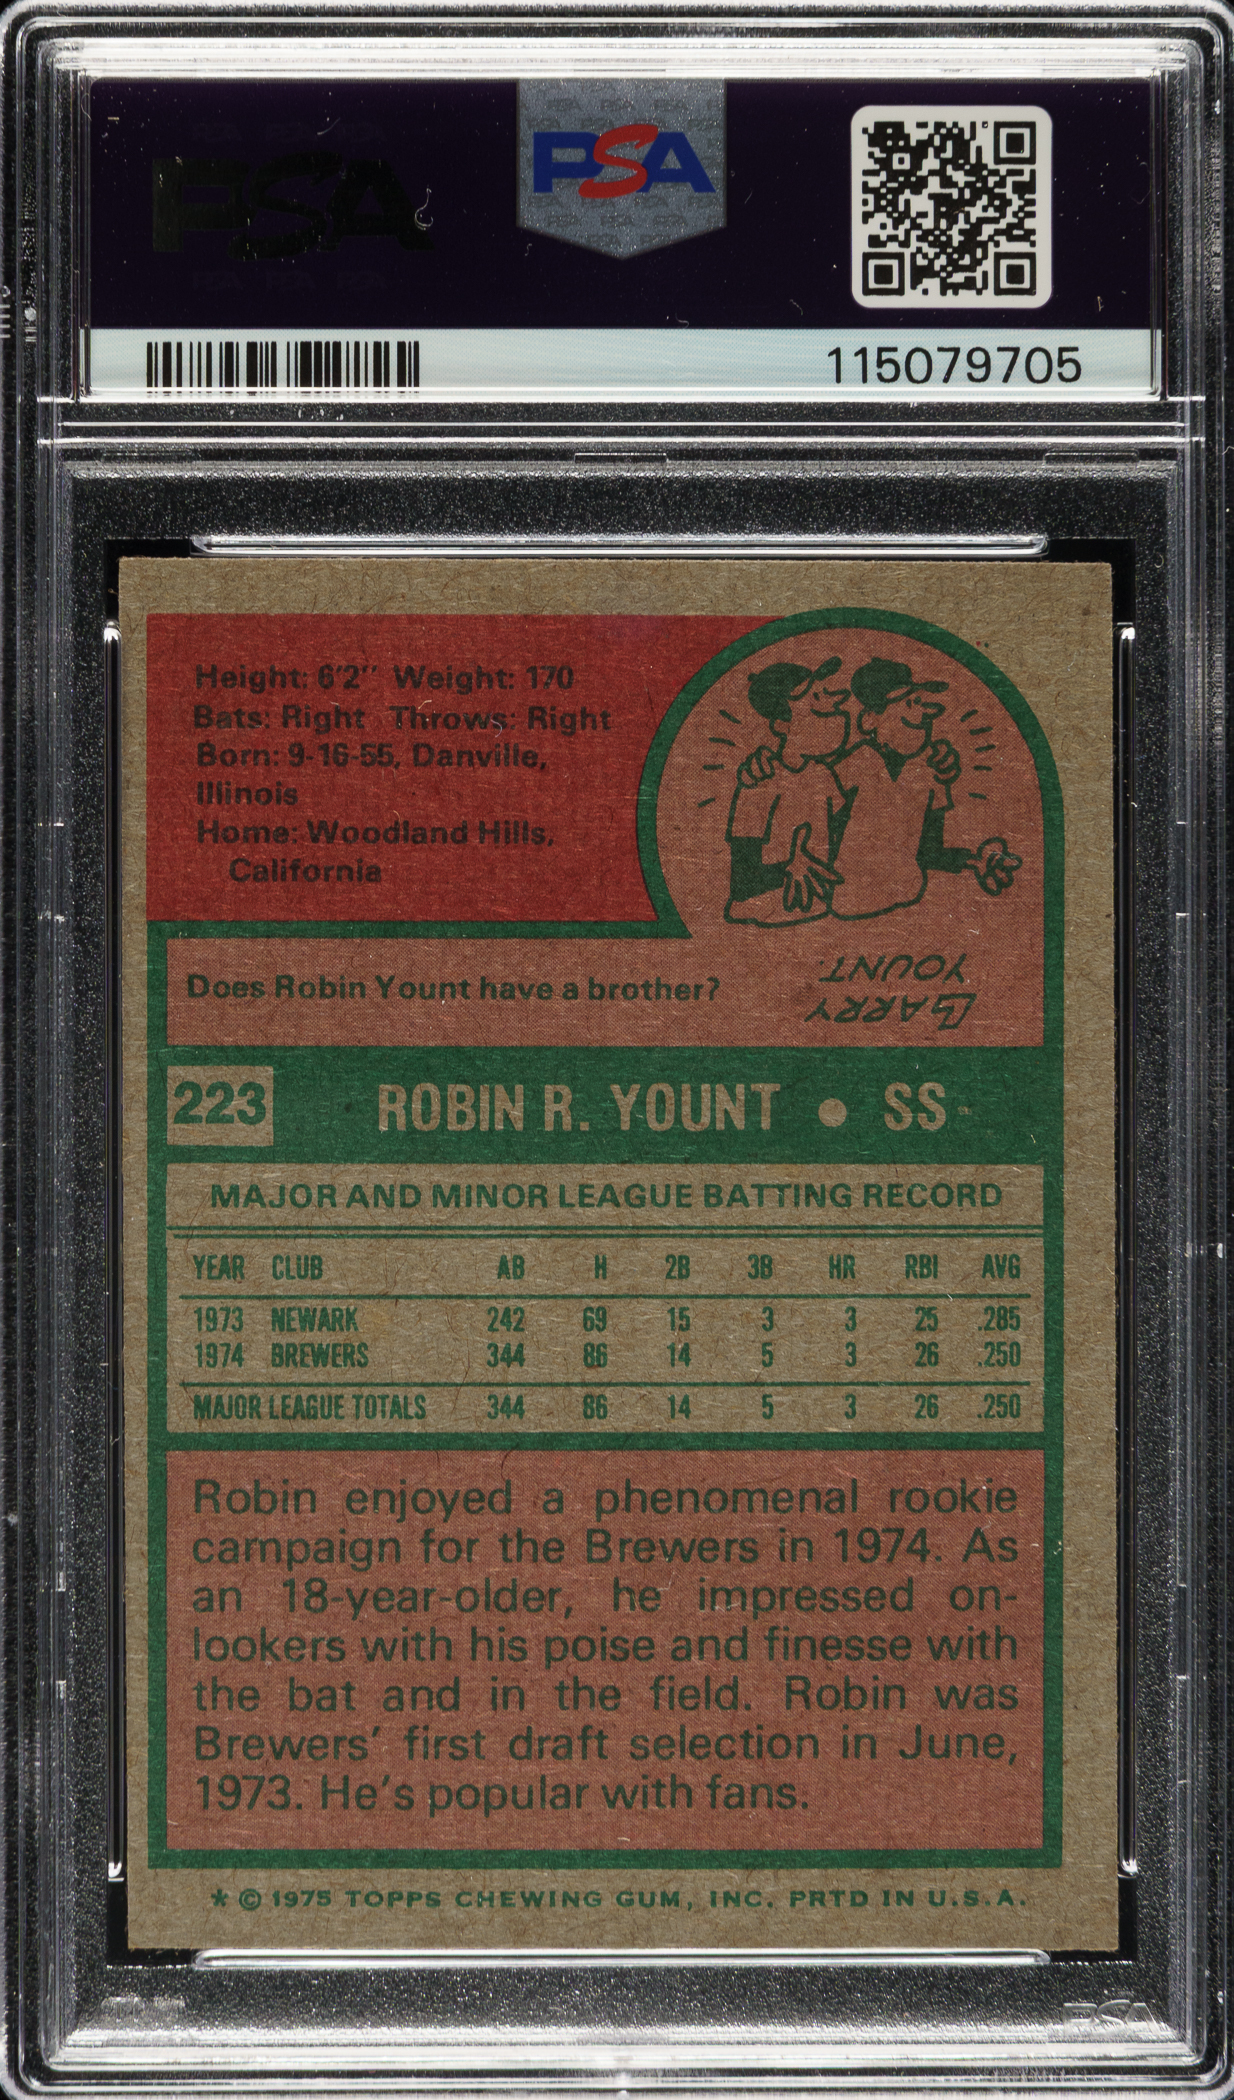 PSA
PSA
115079705
Height: 6'2" Weight: 170
Bats: Right Throws: Right
Born: 9-16-55, Danville,
Illinois
Home: Woodland Hills,
California
Does Robin Yount have a brother?
GARRY
YOUNT.
223 ROBIN R. YOUNT • SS
MAJOR AND MINOR LEAGUE BATTING RECORD
YEAR CLUB AB H 2B 3B HR RBI AVG
1973 NEWARK 242 69 15 3 3 25 .285
1974 BREWERS 344 86 14 5 3 26 .250
MAJOR LEAGUE TOTALS 344 86 14 5 3 26 .250
Robin enjoyed a phenomenal rookie
campaign for the Brewers in 1974. As
an 18-year-older, he impressed on-
lookers with his poise and finesse with
the bat and in the field. Robin was
Brewers' first draft selection in June,
1973. He's popular with fans.
* © 1975 TOPPS CHEWING GUM, INC. PRTD IN U.S.A.
PSA